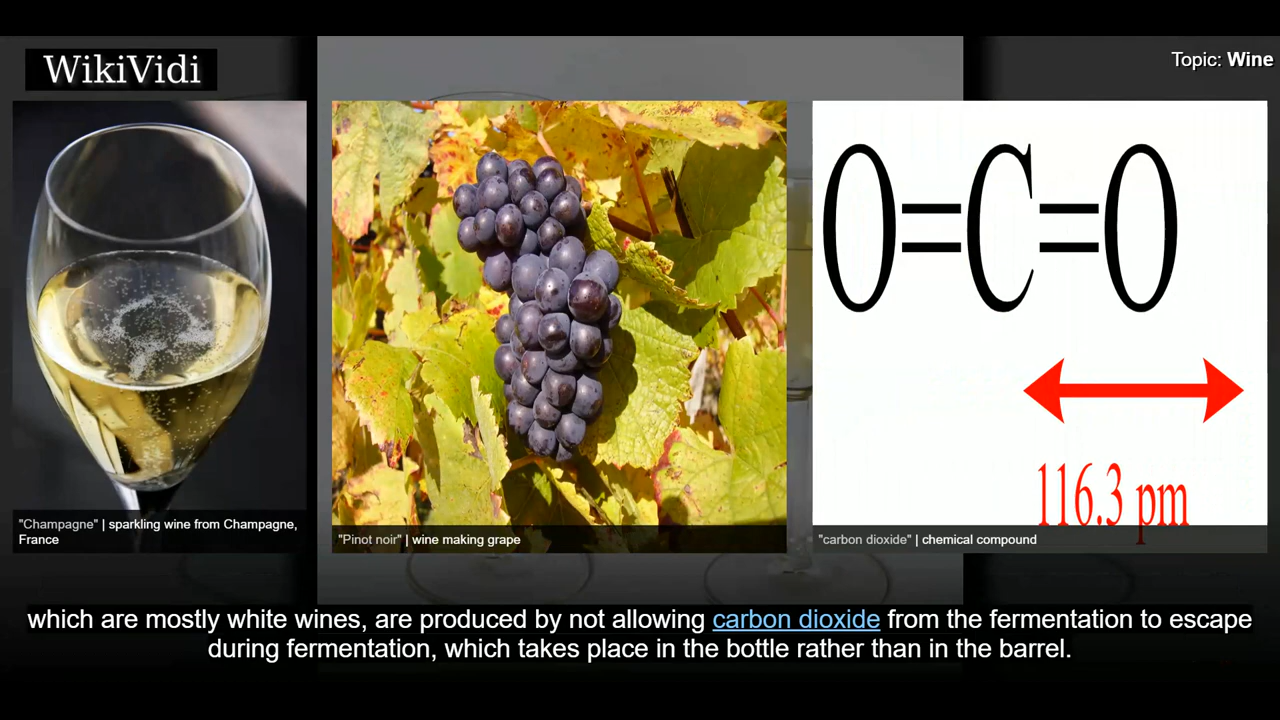 WikiVidi
Topic: Wine
O=C=O
116.3 pm
"Champagne" | sparkling wine from Champagne,
France
"Pinot noir" | wine making grape
"carbon dioxide" | chemical compound
which are mostly white wines, are produced by not allowing carbon dioxide from the fermentation to escape
during fermentation, which takes place in the bottle rather than in the barrel.